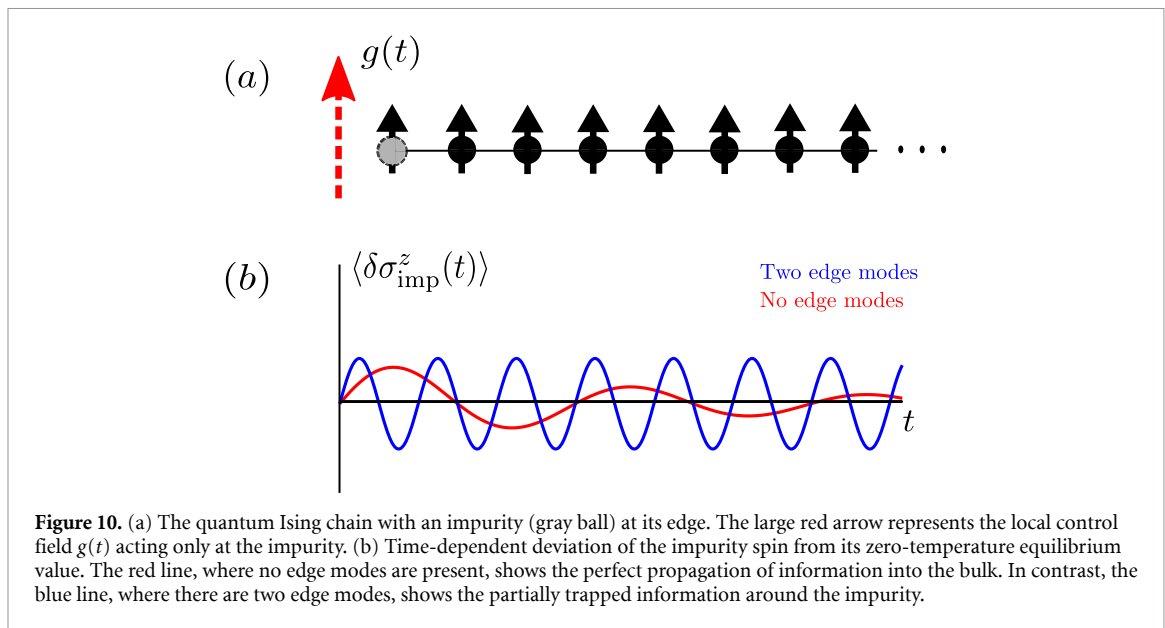 g(t)
(a)
· · ·
(b)
⟨δσᶻ_imp(t)⟩
Two edge modes
No edge modes
t
Figure 10. (a) The quantum Ising chain with an impurity (gray ball) at its edge. The large red arrow represents the local control
field g(t) acting only at the impurity. (b) Time-dependent deviation of the impurity spin from its zero-temperature equilibrium
value. The red line, where no edge modes are present, shows the perfect propagation of information into the bulk. In contrast, the
blue line, where there are two edge modes, shows the partially trapped information around the impurity.